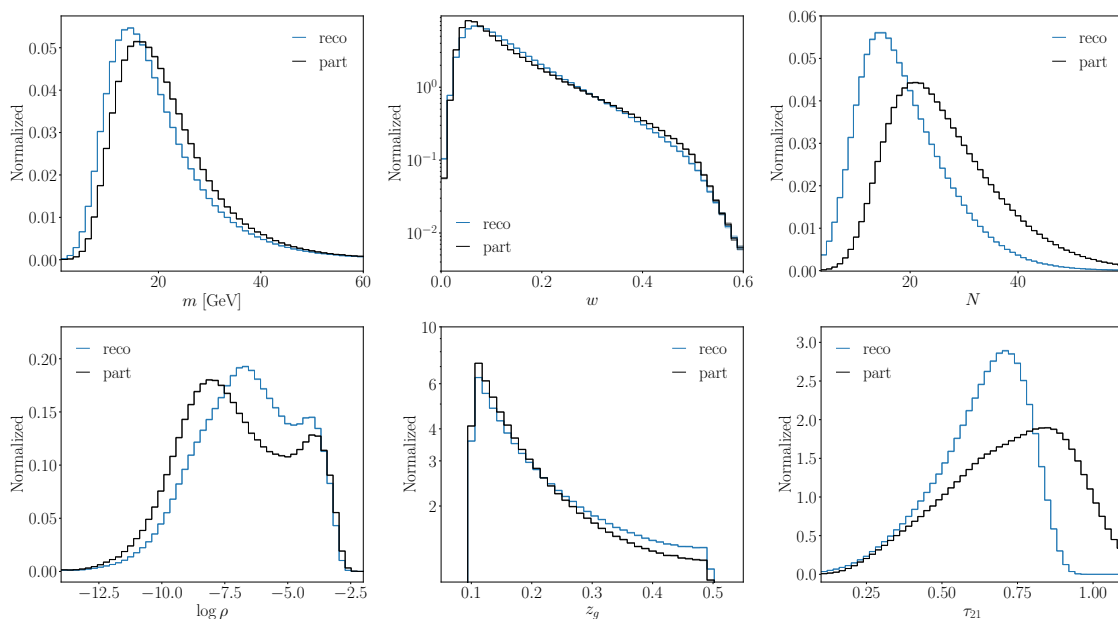 Normalized
0.05
0.04
0.03
0.02
0.01
0.00
20
40
60
m [GeV]
reco
part
Normalized
10^0
10^−1
10^−2
0.0
0.2
0.4
0.6
w
reco
part
Normalized
0.06
0.05
0.04
0.03
0.02
0.01
0.00
20
40
N
reco
part
Normalized
0.20
0.15
0.10
0.05
0.00
−12.5
−10.0
−7.5
−5.0
−2.5
log ρ
reco
part
Normalized
10
6
4
3
2
0.1
0.2
0.3
0.4
0.5
z_g
reco
part
Normalized
3.0
2.5
2.0
1.5
1.0
0.5
0.0
0.25
0.50
0.75
1.00
τ_21
reco
part